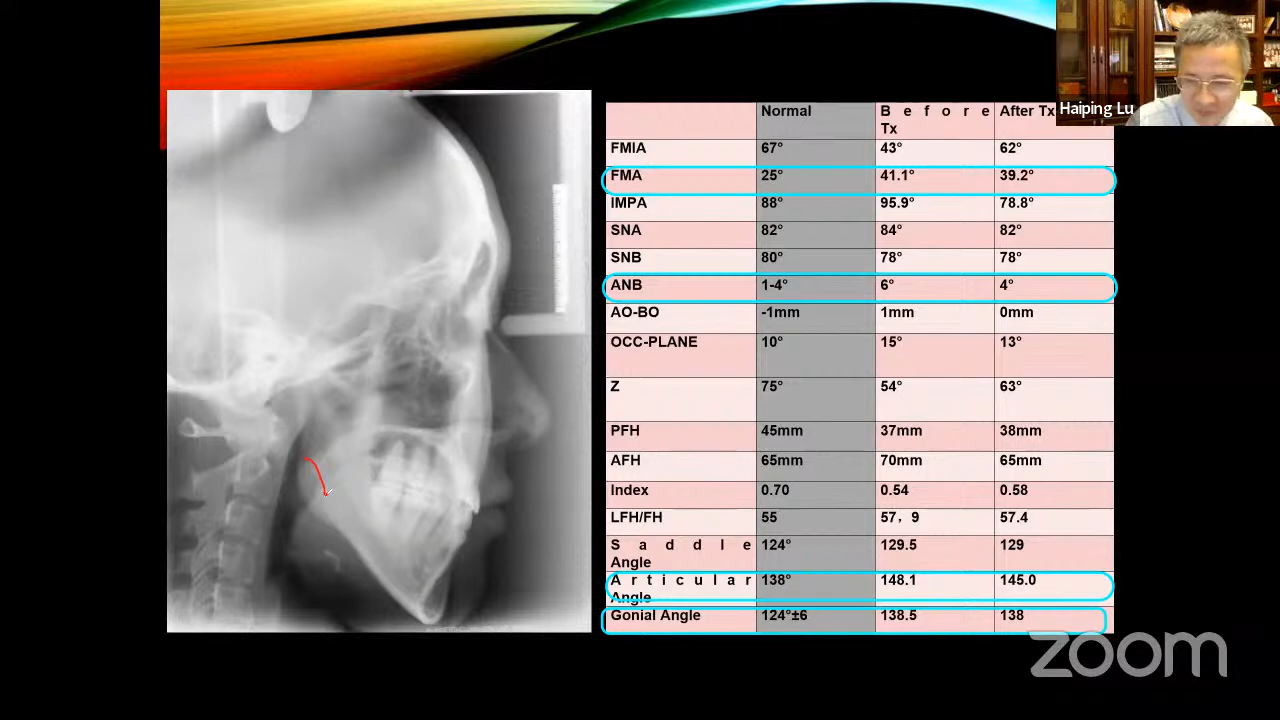 Haiping Lu
Normal B e f o r e Tx After Tx
FMIA 67° 43° 62°
FMA 25° 41.1° 39.2°
IMPA 88° 95.9° 78.8°
SNA 82° 84° 82°
SNB 80° 78° 78°
ANB 1-4° 6° 4°
AO-BO -1mm 1mm 0mm
OCC-PLANE 10° 15° 13°
Z 75° 54° 63°
PFH 45mm 37mm 38mm
AFH 65mm 70mm 65mm
Index 0.70 0.54 0.58
LFH/FH 55 57，9 57.4
S a d d l e Angle 124° 129.5 129
A r t i c u l a r Angle 138° 148.1 145.0
Gonial Angle 124°±6 138.5 138
zoom